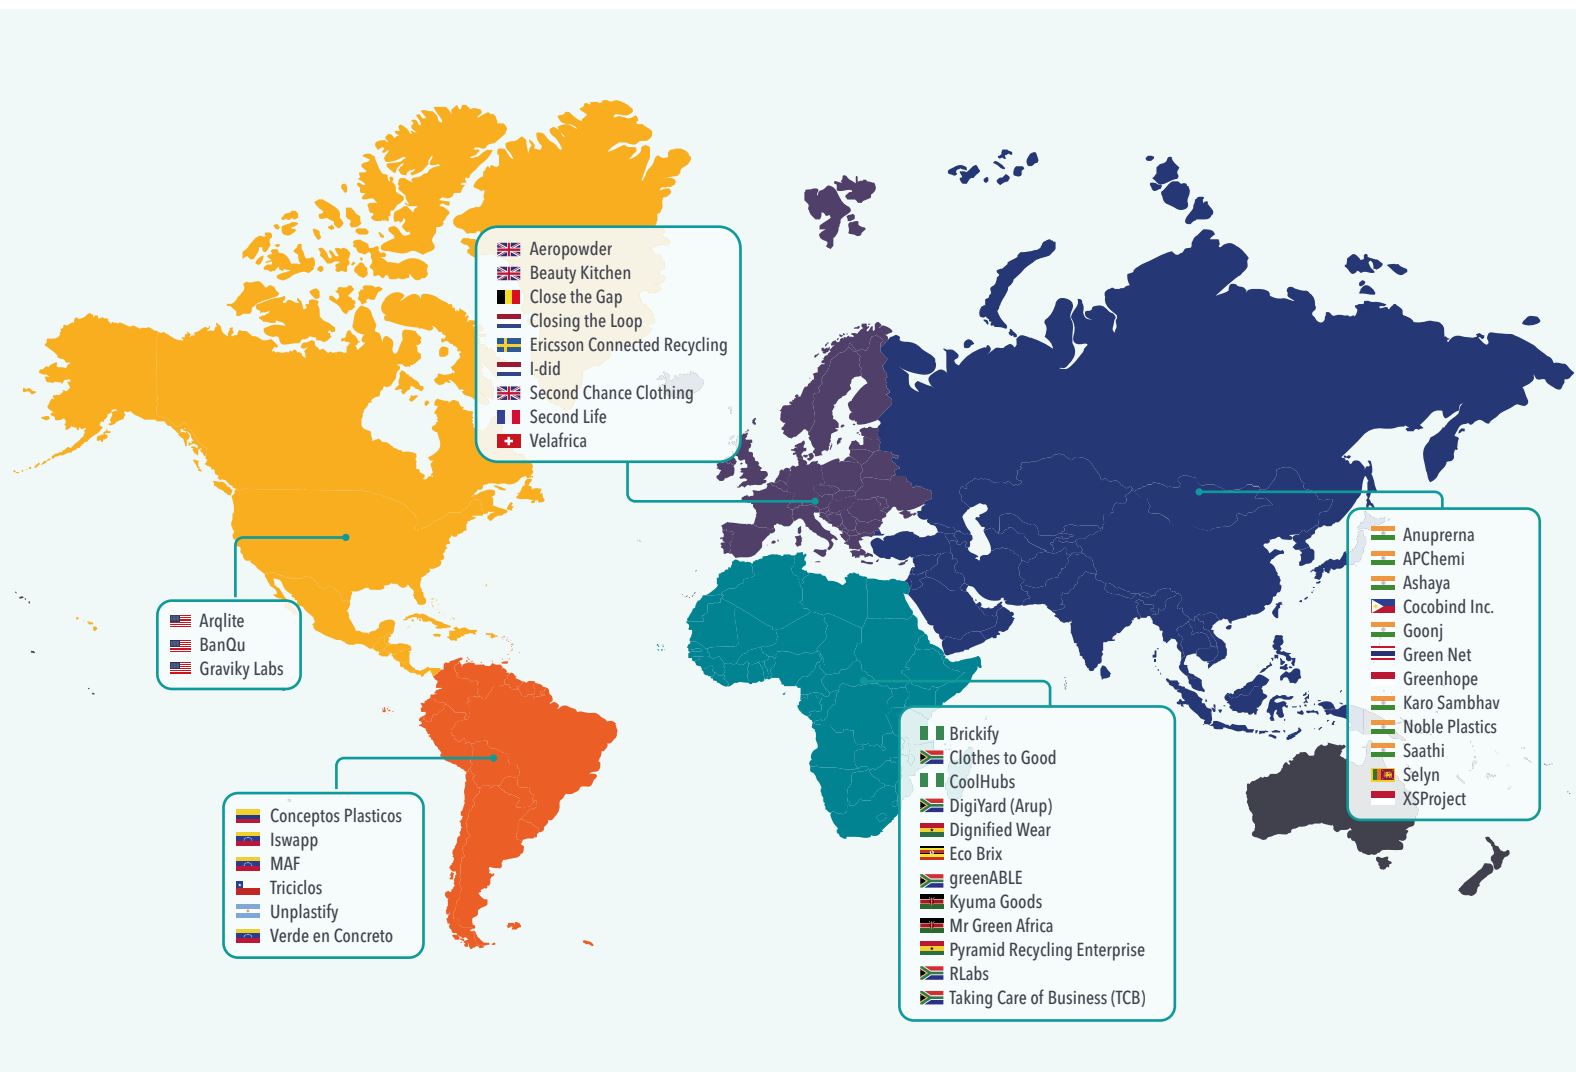 Aeropowder
Beauty Kitchen
Close the Gap
Closing the Loop
Ericsson Connected Recycling
I-did
Second Chance Clothing
Second Life
Velafrica
Anuprerna
APChemi
Ashaya
Cocobind Inc.
Goonj
Green Net
Greenhope
Karo Sambhav
Noble Plastics
Saathi
Selyn
XSProject
Arqlite
BanQu
Graviky Labs
Brickify
Clothes to Good
CoolHubs
DigiYard (Arup)
Dignified Wear
Eco Brix
greenABLE
Kyuma Goods
Mr Green Africa
Pyramid Recycling Enterprise
RLabs
Taking Care of Business (TCB)
Conceptos Plasticos
Iswapp
MAF
Triciclos
Unplastify
Verde en Concreto